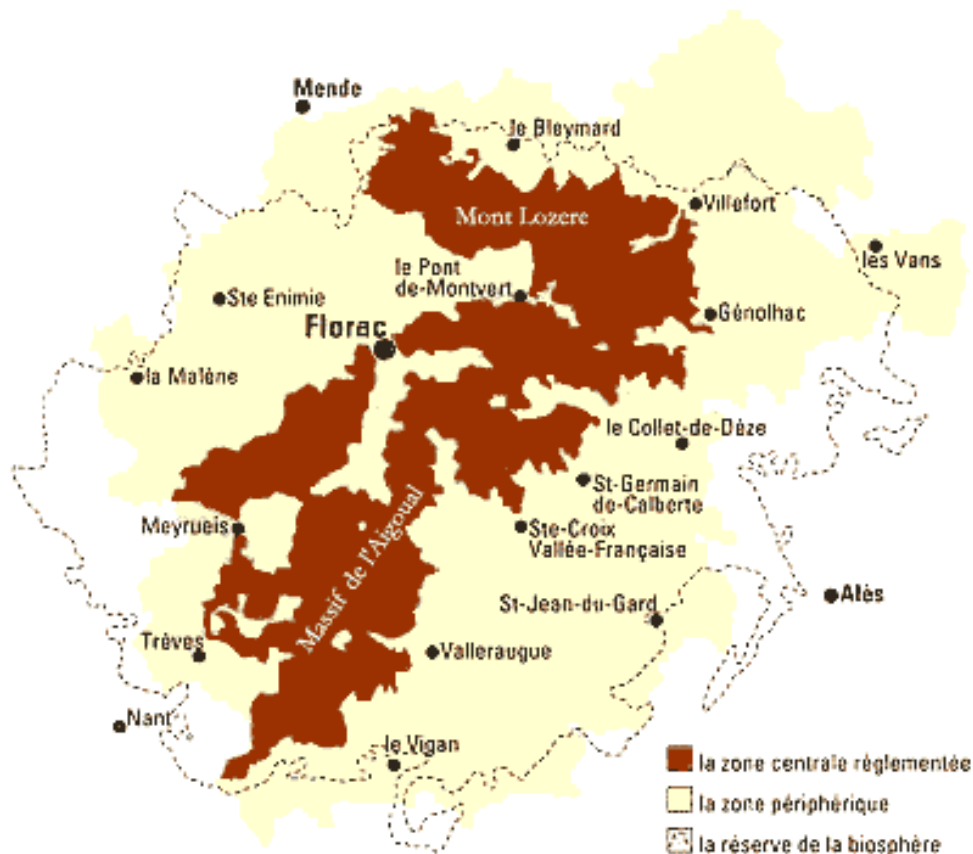 Mende
le Bleymard
Mont Lozere
Villefort
les Vans
le Pont
de-Montvert
Ste Enimie
Génolhac
Florac
la Malène
le Collet-de-Dèze
St-Germain
de-Calberte
Meyrueis
Ste-Croix
Vallée-Française
Massif de l'Aigoual
Alès
St-Jean-du-Gard
Trèves
Valleraugue
Nant
le Vigan
la zone centrale règlementée
la zone périphérique
la réserve de la biosphère